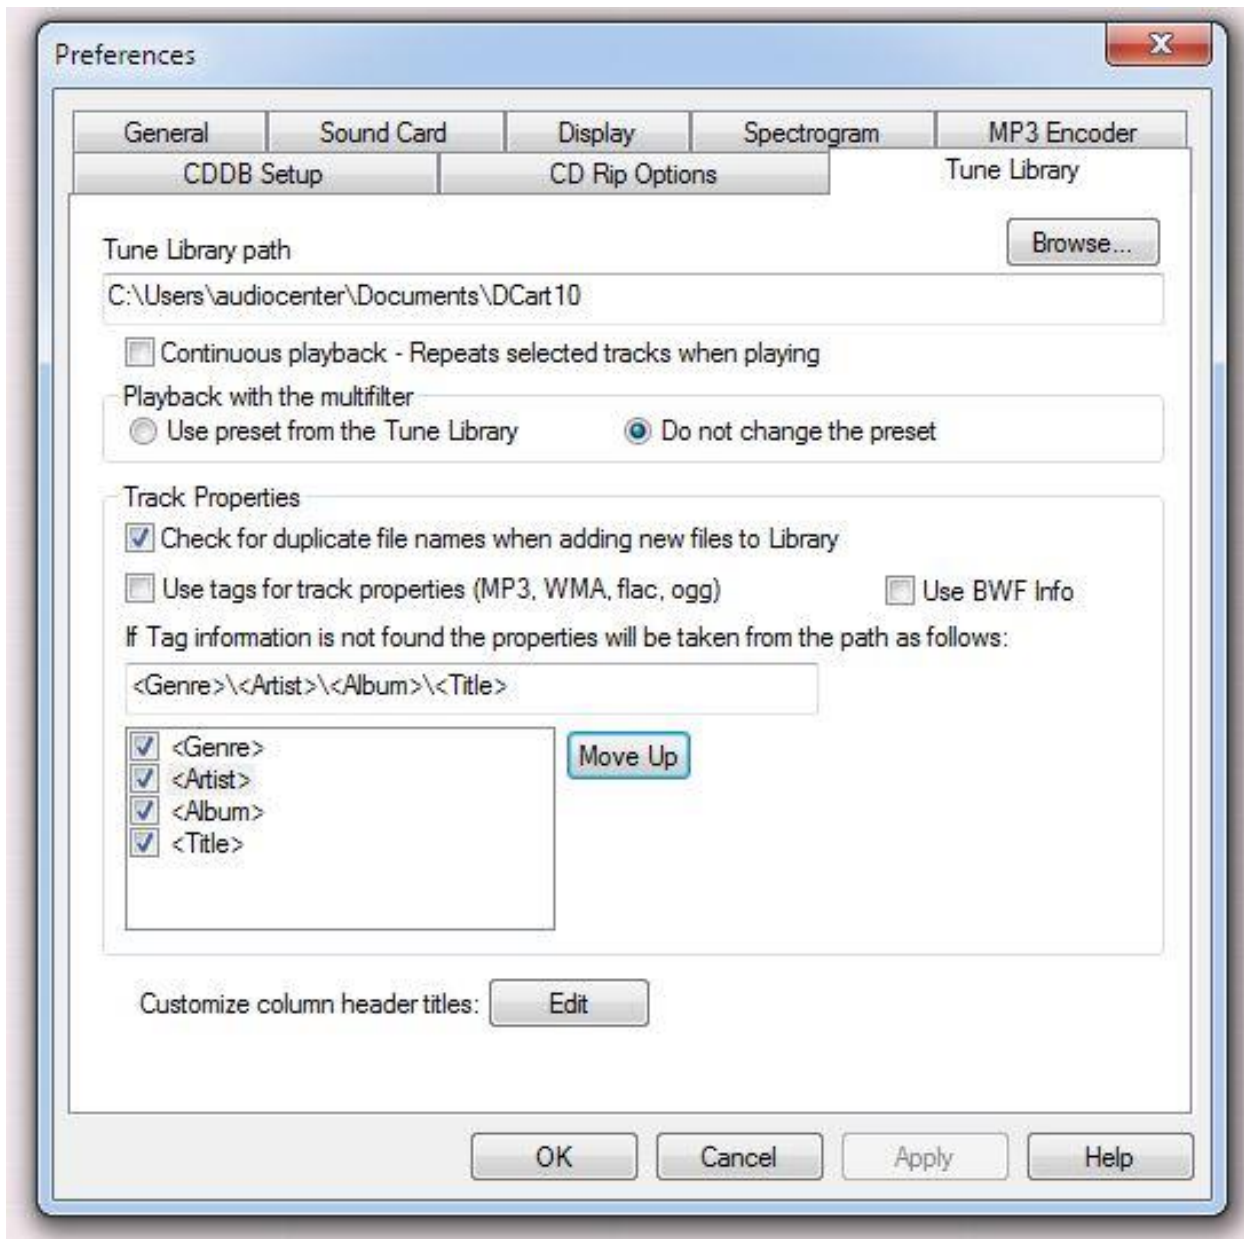 Preferences
General Sound Card Display Spectrogram MP3 Encoder
CDDB Setup CD Rip Options Tune Library
Browse...
Tune Library path
C:\Users\audiocenter\Documents\DCart10
Continuous playback - Repeats selected tracks when playing
Playback with the multifilter
Use preset from the Tune Library Do not change the preset
Track Properties
Check for duplicate file names when adding new files to Library
Use tags for track properties (MP3, WMA, flac, ogg) Use BWF Info
If Tag information is not found the properties will be taken from the path as follows:
<Genre>\<Artist>\<Album>\<Title>
<Genre>
Move Up
<Artist>
<Album>
<Title>
Customize column header titles: Edit
OK Cancel Apply Help